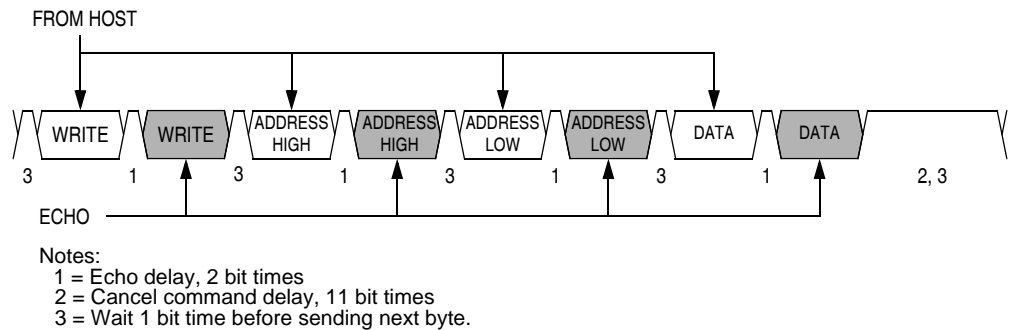 FROM HOST
WRITE WRITE ADDRESS HIGH ADDRESS HIGH ADDRESS LOW ADDRESS LOW DATA DATA
3 1 3 1 3 1 3 1 2, 3
ECHO
Notes:
1 = Echo delay, 2 bit times
2 = Cancel command delay, 11 bit times
3 = Wait 1 bit time before sending next byte.